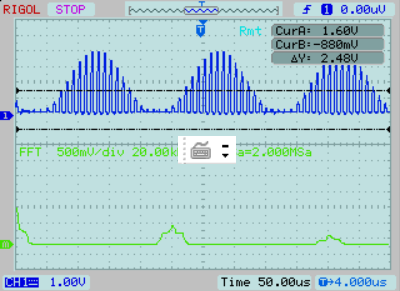 RIGOL STOP T 1 0.00uV
T Rmt CurA: 1.60V
CurB:-880mV
ΔY: 2.48V
1
FFT 500mV/div 20.00k a=2.000MSa
m
CH1 1.00V Time 50.00us T→4.000us